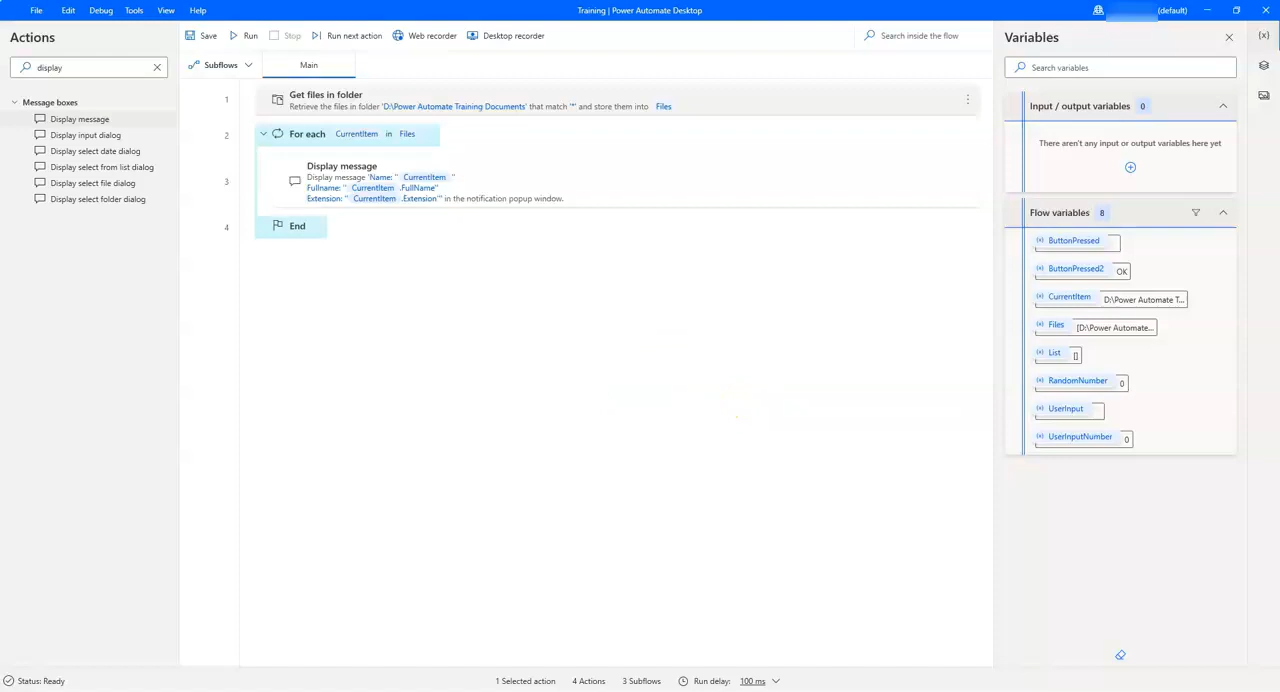 File Edit Debug Tools View Help
Training | Power Automate Desktop
(default)
Actions
display
Message boxes
Display message
Display input dialog
Display select date dialog
Display select from list dialog
Display select file dialog
Display select folder dialog
Save Run Stop Run next action Web recorder Desktop recorder
Search inside the flow
Subflows Main
1
Get files in folder
Retrieve the files in folder 'D:\Power Automate Training Documents' that match '*' and store them into Files
2
For each CurrentItem in Files
3
Display message
Display message 'Name: " CurrentItem "
Fullname: " CurrentItem .FullName"
Extension: " CurrentItem .Extension"' in the notification popup window.
4
End
Variables
{x}
Search variables
Input / output variables 0
There aren't any input or output variables here yet
Flow variables 8
(x) ButtonPressed
(x) ButtonPressed2 OK
(x) CurrentItem D:\Power Automate T...
(x) Files [D:\Power Automate...
(x) List []
(x) RandomNumber 0
(x) UserInput
(x) UserInputNumber 0
Status: Ready
1 Selected action 4 Actions 3 Subflows Run delay: 100 ms